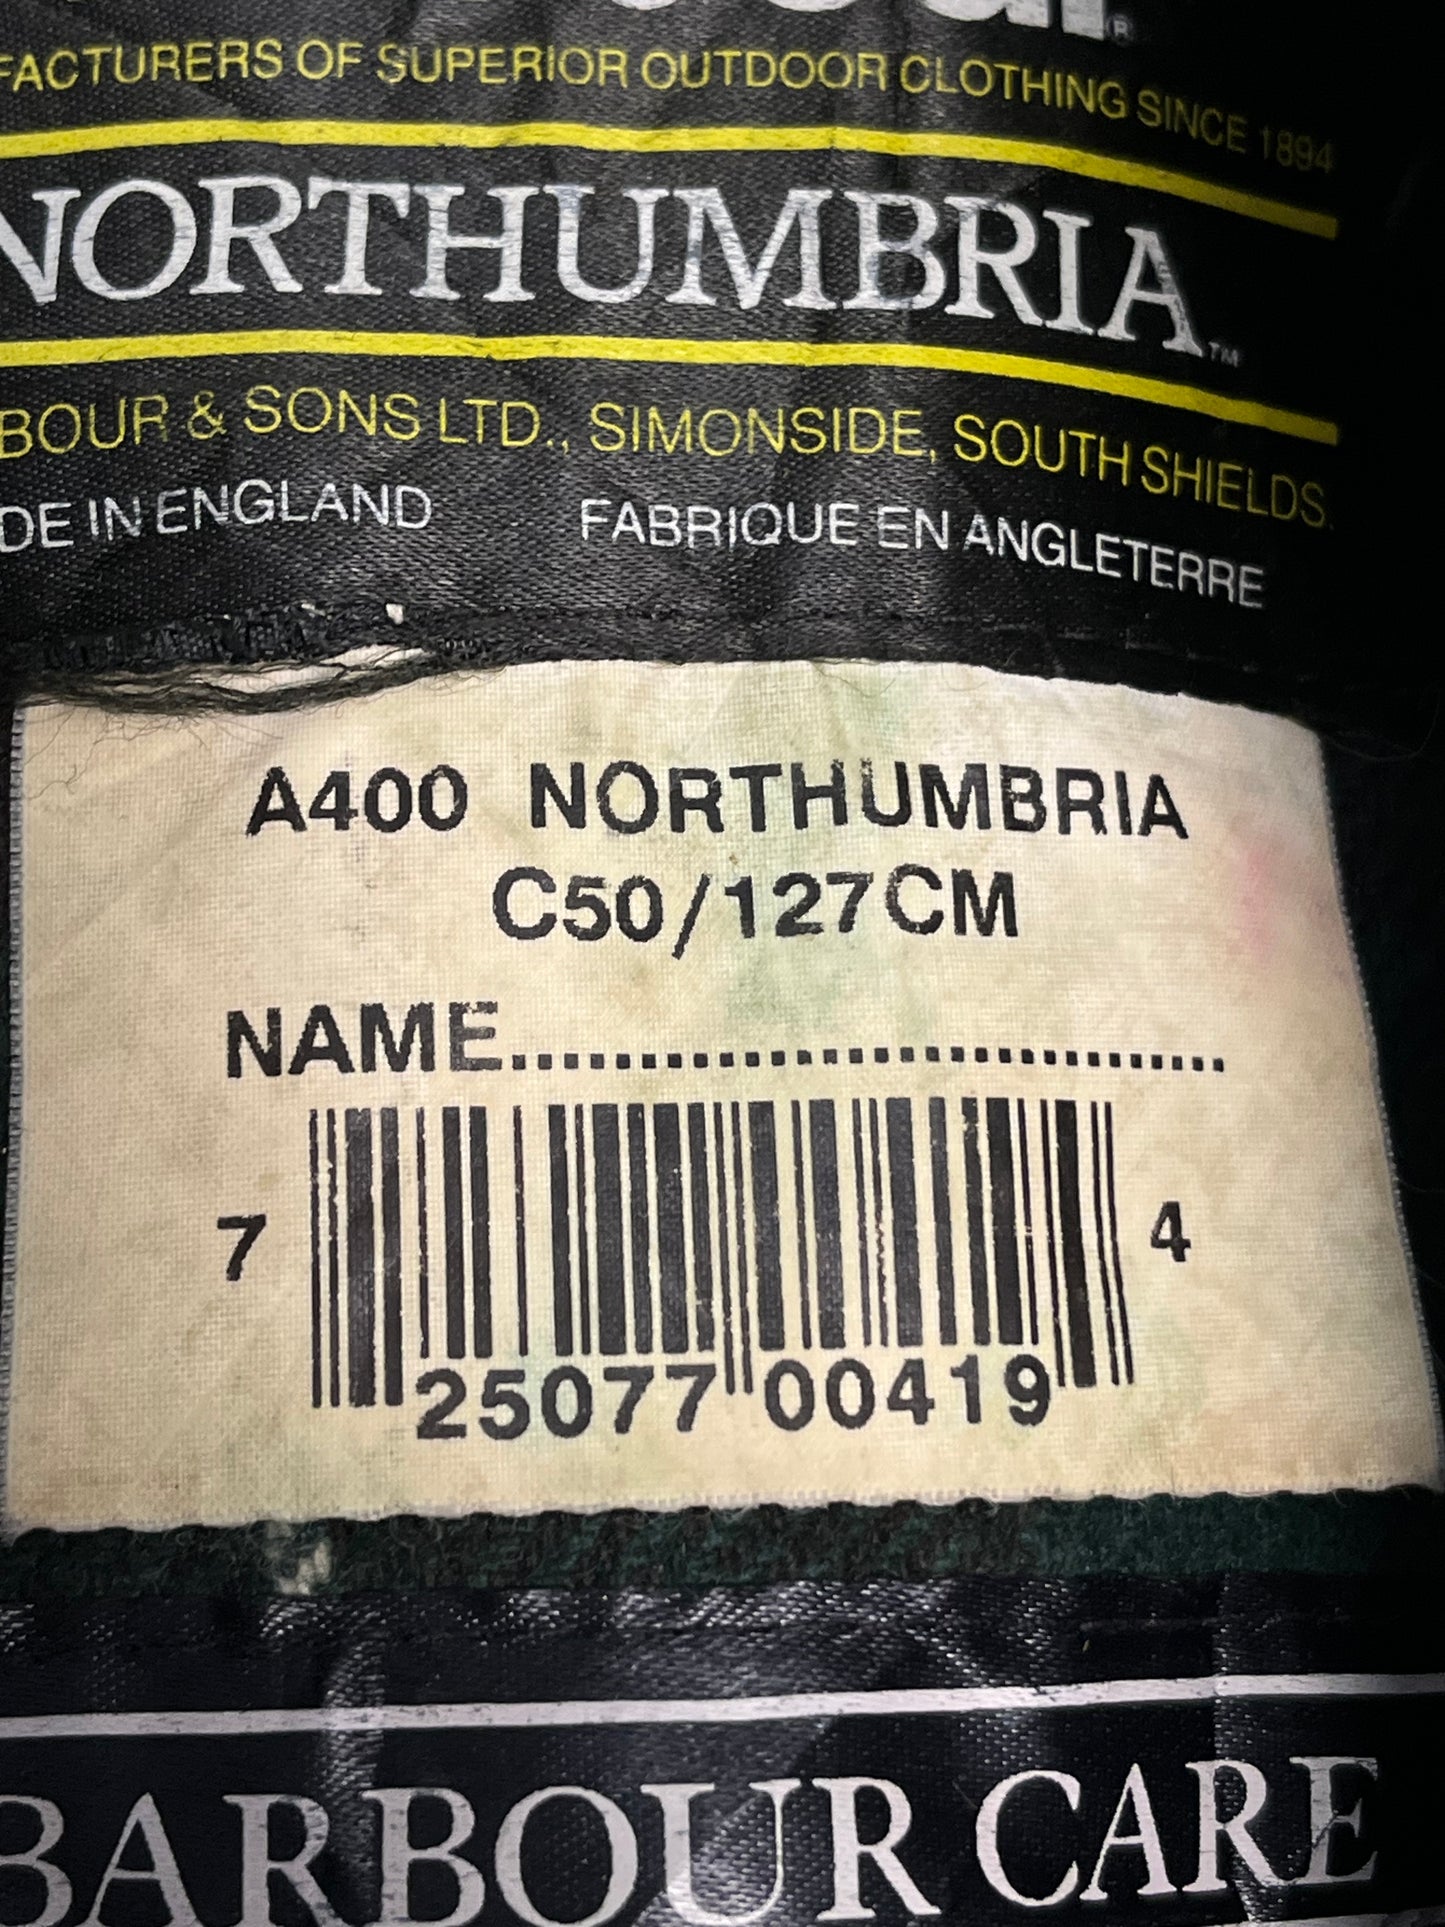 FACTURERS OF SUPERIOR OUTDOOR CLOTHING SINCE 1894
NORTHUMBRIA™
BOUR & SONS LTD., SIMONSIDE, SOUTH SHIELDS.
DE IN ENGLAND FABRIQUE EN ANGLETERRE
A400 NORTHUMBRIA
C50/127CM
NAME..................................
7 25077 00419 4
BARBOUR CARE